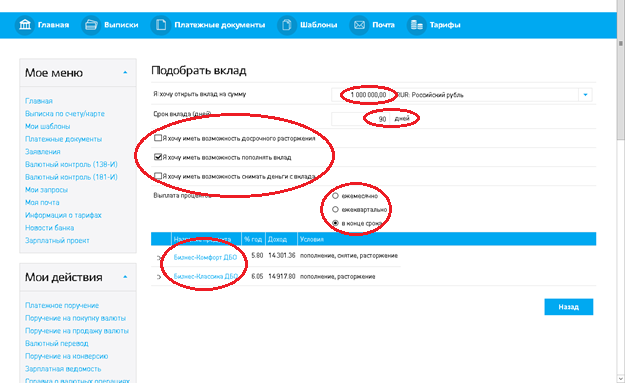 Главная Выписки Платежные документы Шаблоны Почта Тарифы
Мое меню
Главная
Выписка по счету/карте
Мои шаблоны
Платежные документы
Заявления
Валютный контроль (138-И)
Валютный контроль (181-И)
Мои запросы
Моя почта
Информация о тарифах
Новости банка
Зарплатный проект
Мои действия
Платежное поручение
Поручение на покупку валюты
Поручение на продажу валюты
Валютный перевод
Поручение на конверсию
Зарплатная ведомость
Справка о валютных операциях
Подобрать вклад
Я хочу открыть вклад на сумму 1 000 000,00 RUR: Российский рубль
Срок вклада (дней) 90 дней
Я хочу иметь возможность досрочного расторжения
Я хочу иметь возможность пополнять вклад
Я хочу иметь возможность снимать деньги с вклада
Выплата процентов ежемесячно
ежеквартально
в конце срока
% год Доход Условия
Бизнес-Комфорт ДБО 5.80 14.301.36 пополнение, снятие, расторжение
Бизнес-Классика ДБО 6.05 14.917.80 пополнение, расторжение
Назад